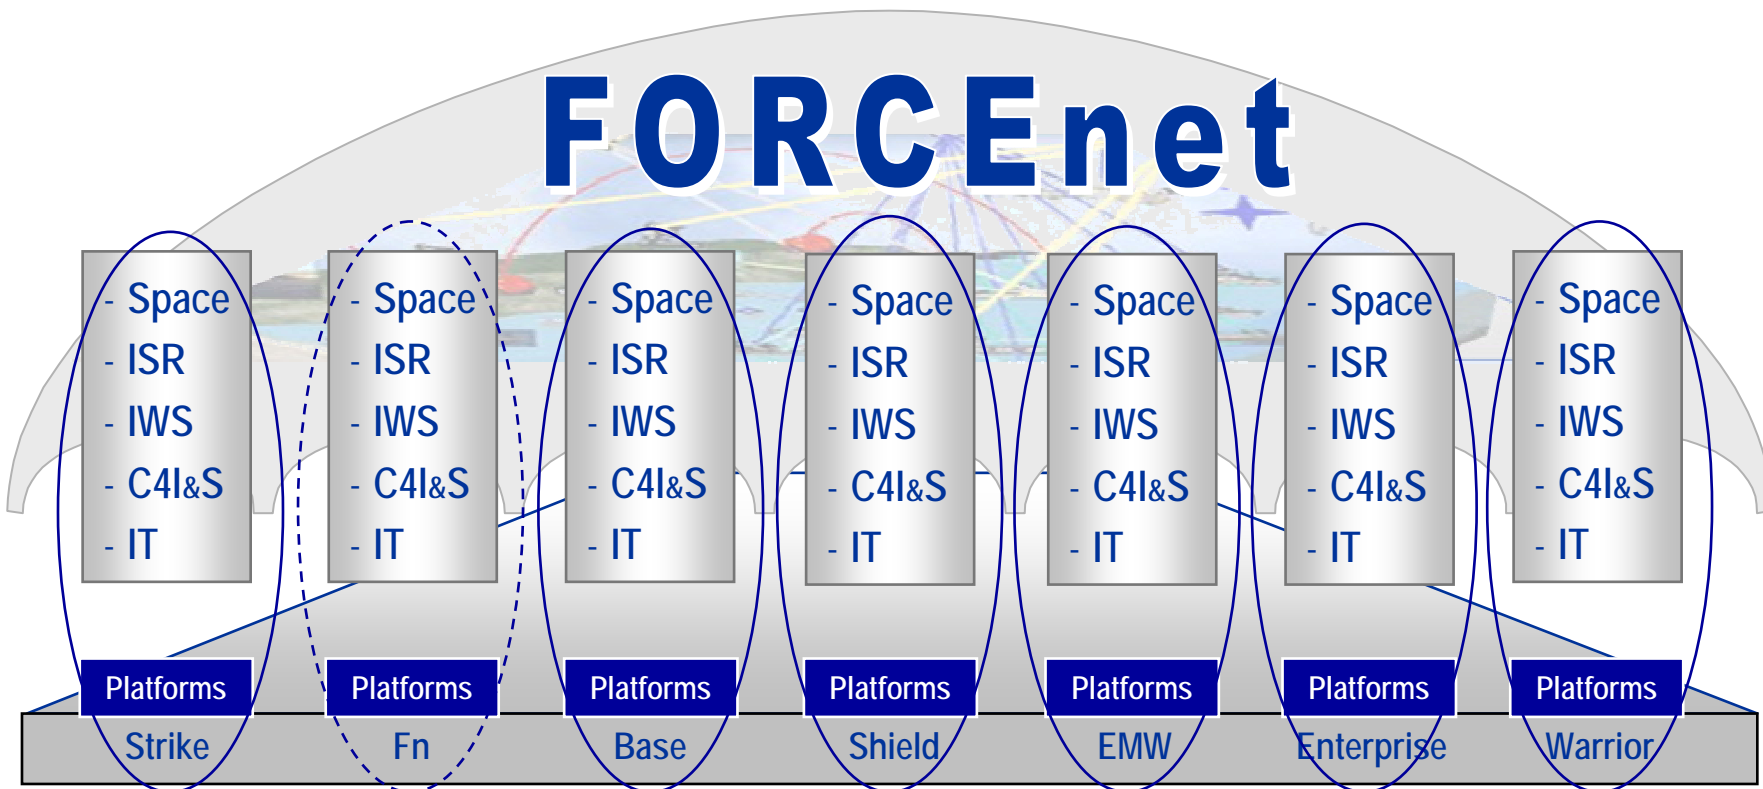 FORCEnet
- Space
- ISR
- IWS
- C4I&S
- IT
- Space
- ISR
- IWS
- C4I&S
- IT
- Space
- ISR
- IWS
- C4I&S
- IT
- Space
- ISR
- IWS
- C4I&S
- IT
- Space
- ISR
- IWS
- C4I&S
- IT
- Space
- ISR
- IWS
- C4I&S
- IT
- Space
- ISR
- IWS
- C4I&S
- IT
Platforms
Platforms
Platforms
Platforms
Platforms
Platforms
Platforms
Strike
Fn
Base
Shield
EMW
Enterprise
Warrior